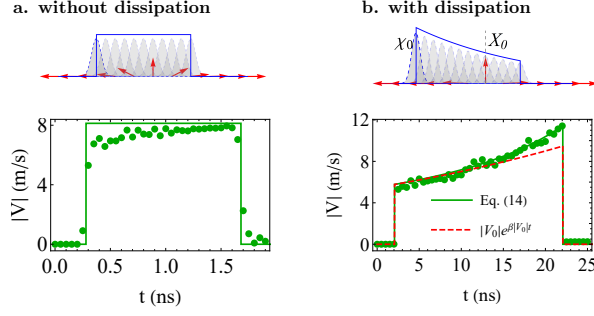 a. without dissipation
b. with dissipation
χ₀
X₀
8
4
0
|V| (m/s)
0.0 0.5 1.0 1.5
t (ns)
12
8
4
0
|V| (m/s)
Eq. (14)
|V₀|e^{β|V₀|t}
0 5 10 15 20 25
t (ns)